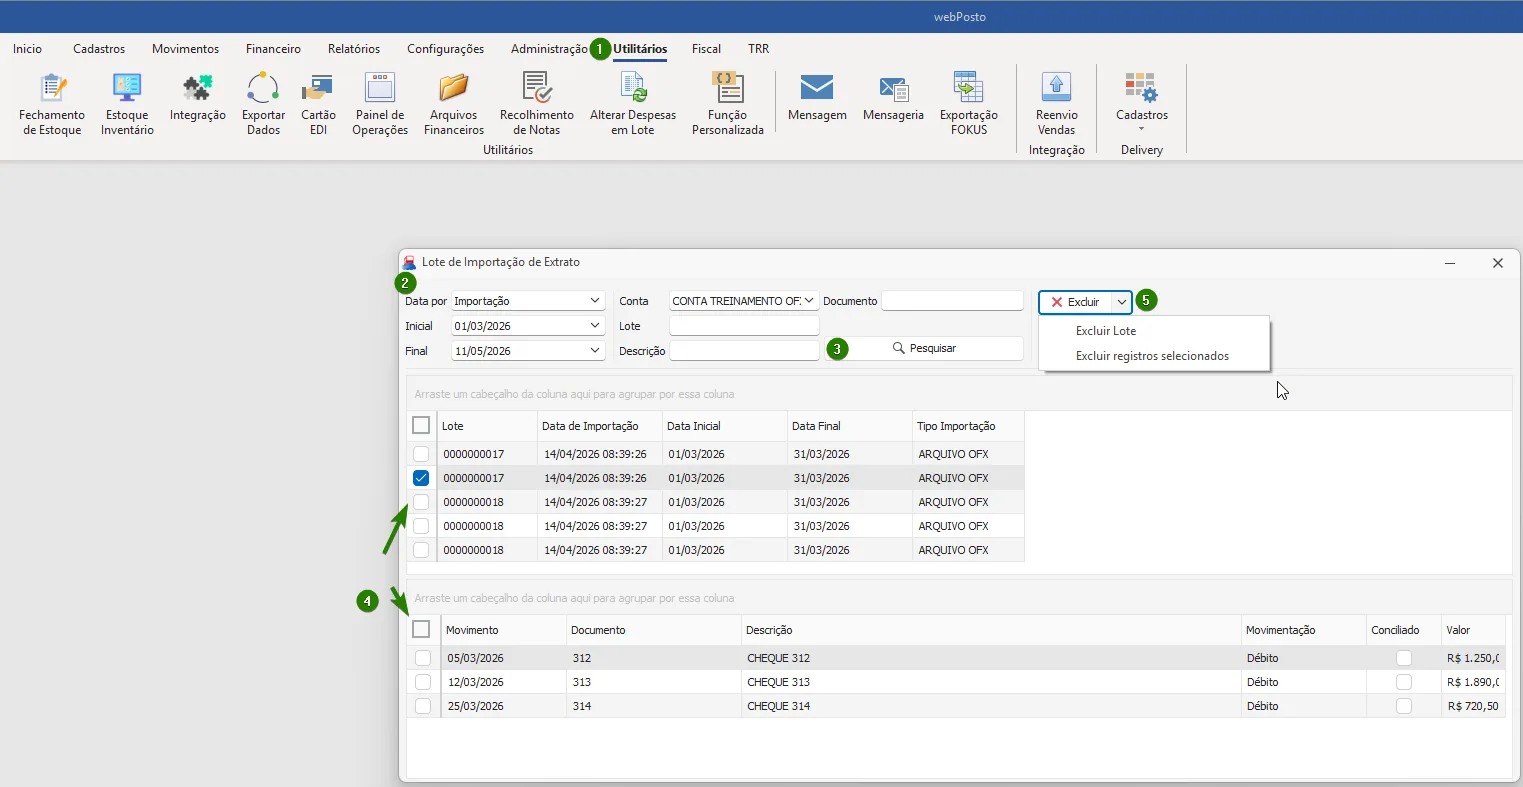 webPosto
Inicio Cadastros Movimentos Financeiro Relatórios Configurações Administração 1 Utilitários Fiscal TRR
Fechamento de Estoque
Estoque Inventário
Integração
Exportar Dados
Cartão EDI
Painel de Operações
Arquivos Financeiros
Recolhimento de Notas
Alterar Despesas em Lote
Função Personalizada
Mensagem
Mensageria
Exportação FOKUS
Reenvio Vendas
Cadastros
Utilitários Integração Delivery
Lote de Importação de Extrato
2
Data por Importação Conta CONTA TREINAMENTO OF Documento Excluir 5
Inicial 01/03/2026 Lote
Excluir Lote
Final 11/05/2026 Descrição 3 Pesquisar
Excluir registros selecionados
Arraste um cabeçalho da coluna aqui para agrupar por essa coluna
Lote Data de Importação Data Inicial Data Final Tipo Importação
0000000017 14/04/2026 08:39:26 01/03/2026 31/03/2026 ARQUIVO OFX
0000000017 14/04/2026 08:39:26 01/03/2026 31/03/2026 ARQUIVO OFX
0000000018 14/04/2026 08:39:27 01/03/2026 31/03/2026 ARQUIVO OFX
0000000018 14/04/2026 08:39:27 01/03/2026 31/03/2026 ARQUIVO OFX
0000000018 14/04/2026 08:39:27 01/03/2026 31/03/2026 ARQUIVO OFX
4
Arraste um cabeçalho da coluna aqui para agrupar por essa coluna
Movimento Documento Descrição Movimentação Conciliado Valor
05/03/2026 312 CHEQUE 312 Débito R$ 1.250,0
12/03/2026 313 CHEQUE 313 Débito R$ 1.890,0
25/03/2026 314 CHEQUE 314 Débito R$ 720,50